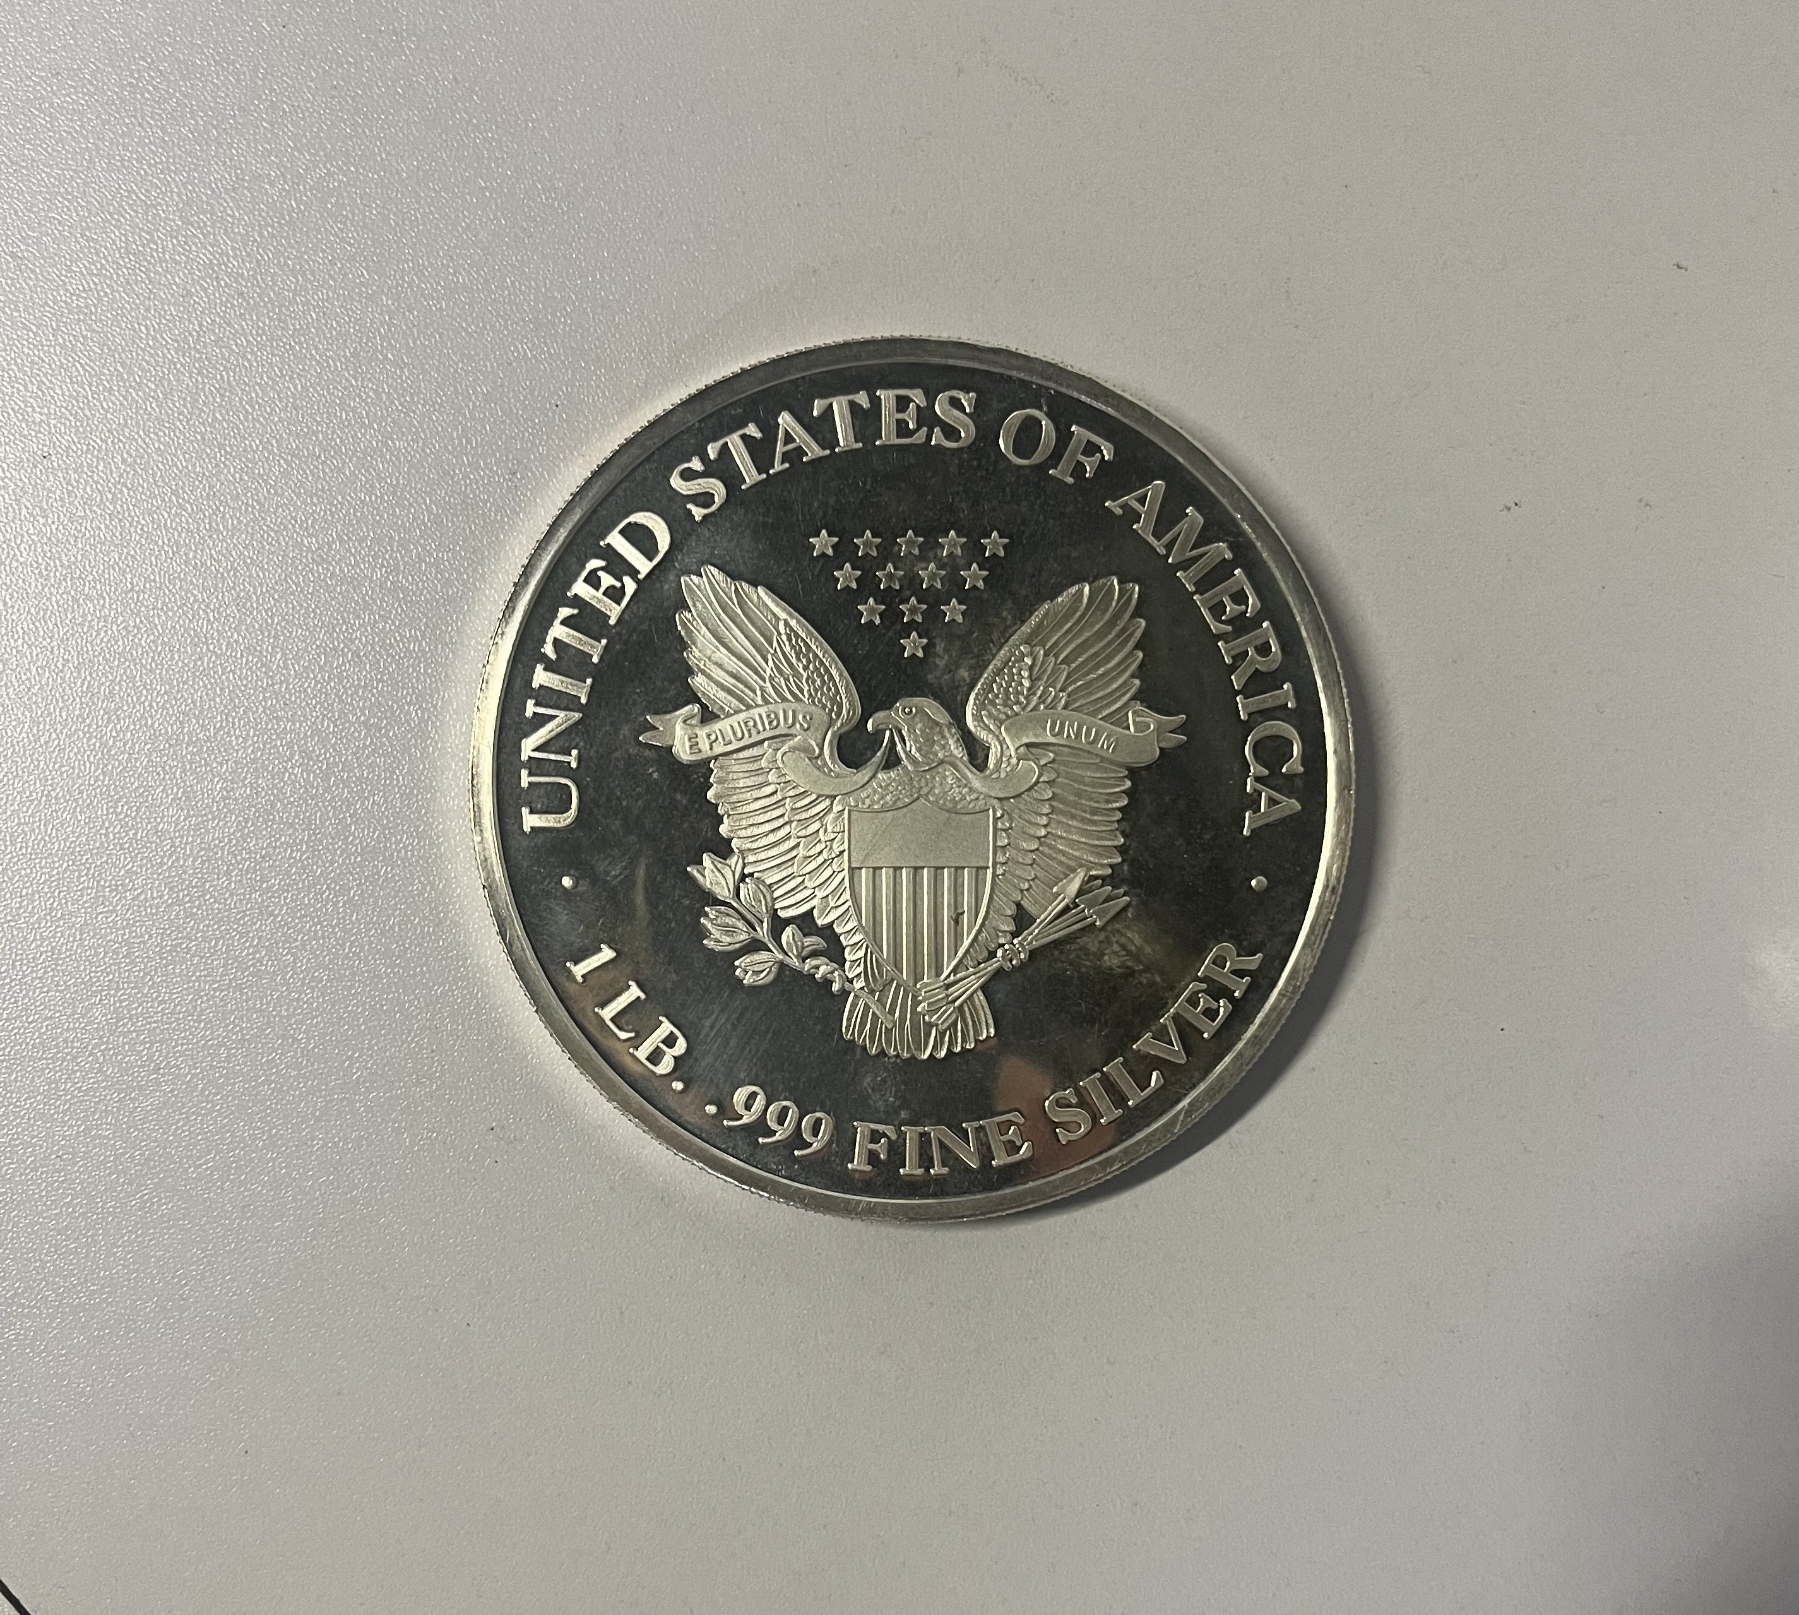 UNITED STATES OF AMERICA
E PLURIBUS UNUM
1 LB. .999 FINE SILVER